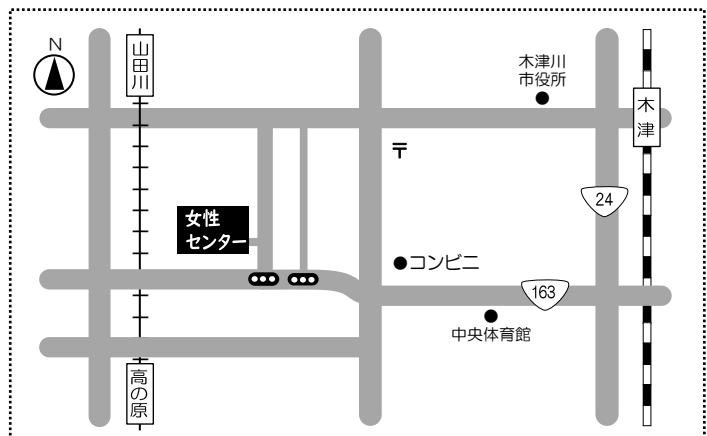 N
山田川
木津川
市役所
木津
〒
24
女性
センター
コンビニ
163
中央体育館
高の原